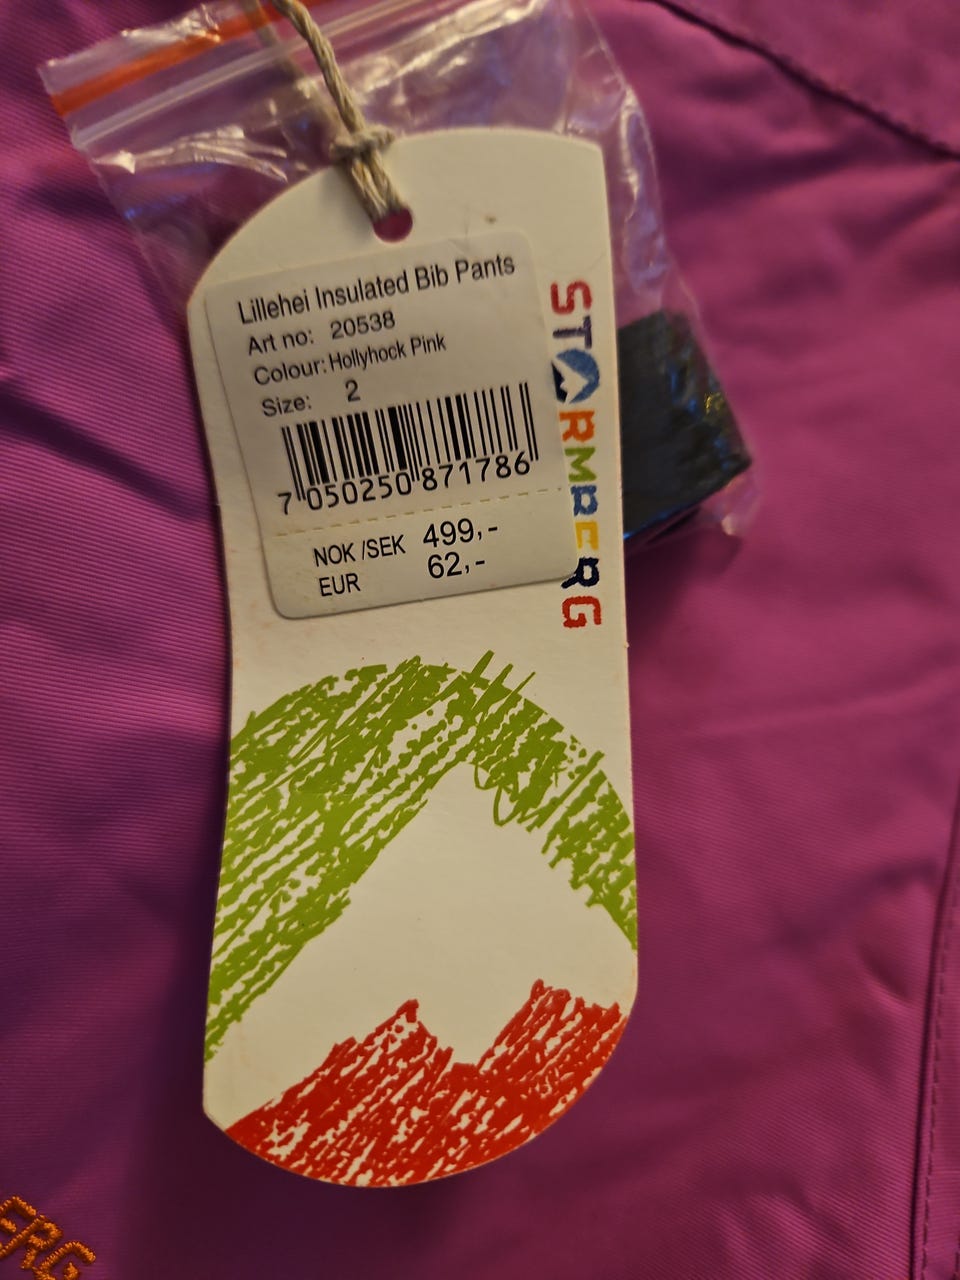 Lillehei Insulated Bib Pants
Art no: 20538
Colour: Hollyhock Pink
Size: 2
7 050250 871786
NOK /SEK 499,-
EUR 62,-
STORMBERG
ERG